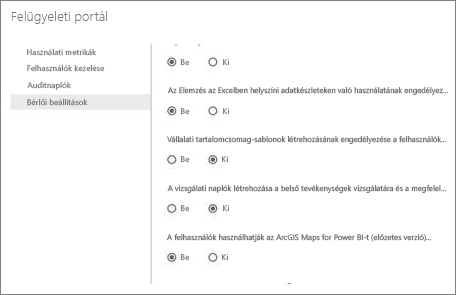 Felügyeleti portál
Használati metrikák
Felhasználók kezelése
Auditnaplók
Bérlői beállítások
Be Ki
Az Elemzés az Excelben helyszíni adatkészleteken való használatának engedélyez...
Be Ki
Vállalati tartalomcsomag-sablonok létrehozásának engedélyezése a felhasználók...
Be Ki
A vizsgálati naplók létrehozása a belső tevékenységek vizsgálatára és a megfelel...
Be Ki
A felhasználók használhatják az ArcGIS Maps for Power BI-t (előzetes verzió)...
Be Ki